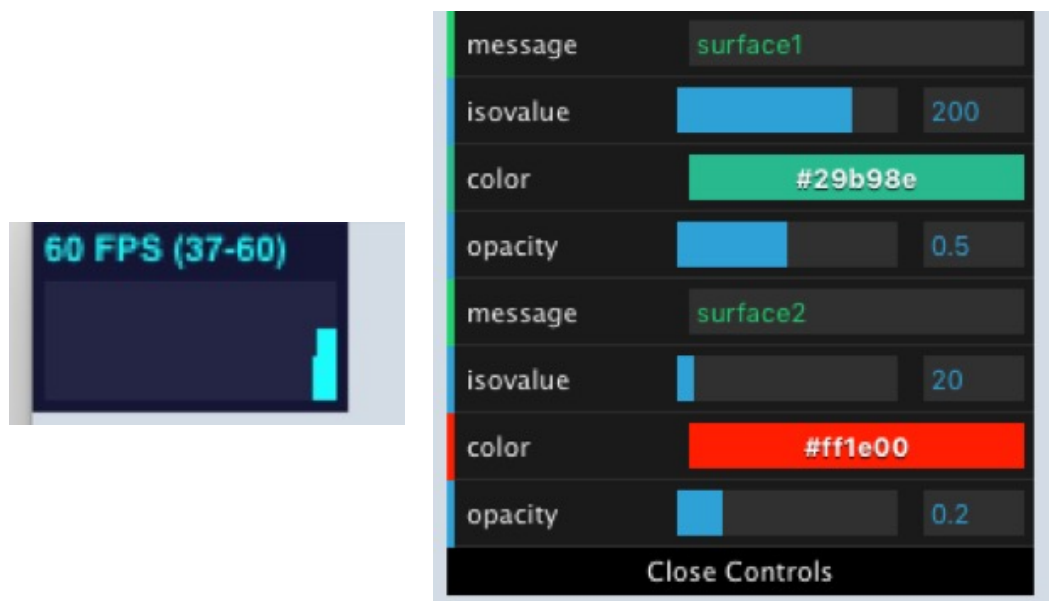 60 FPS (37-60)
message surface1
isovalue 200
color #29b98e
opacity 0.5
message surface2
isovalue 20
color #ff1e00
opacity 0.2
Close Controls